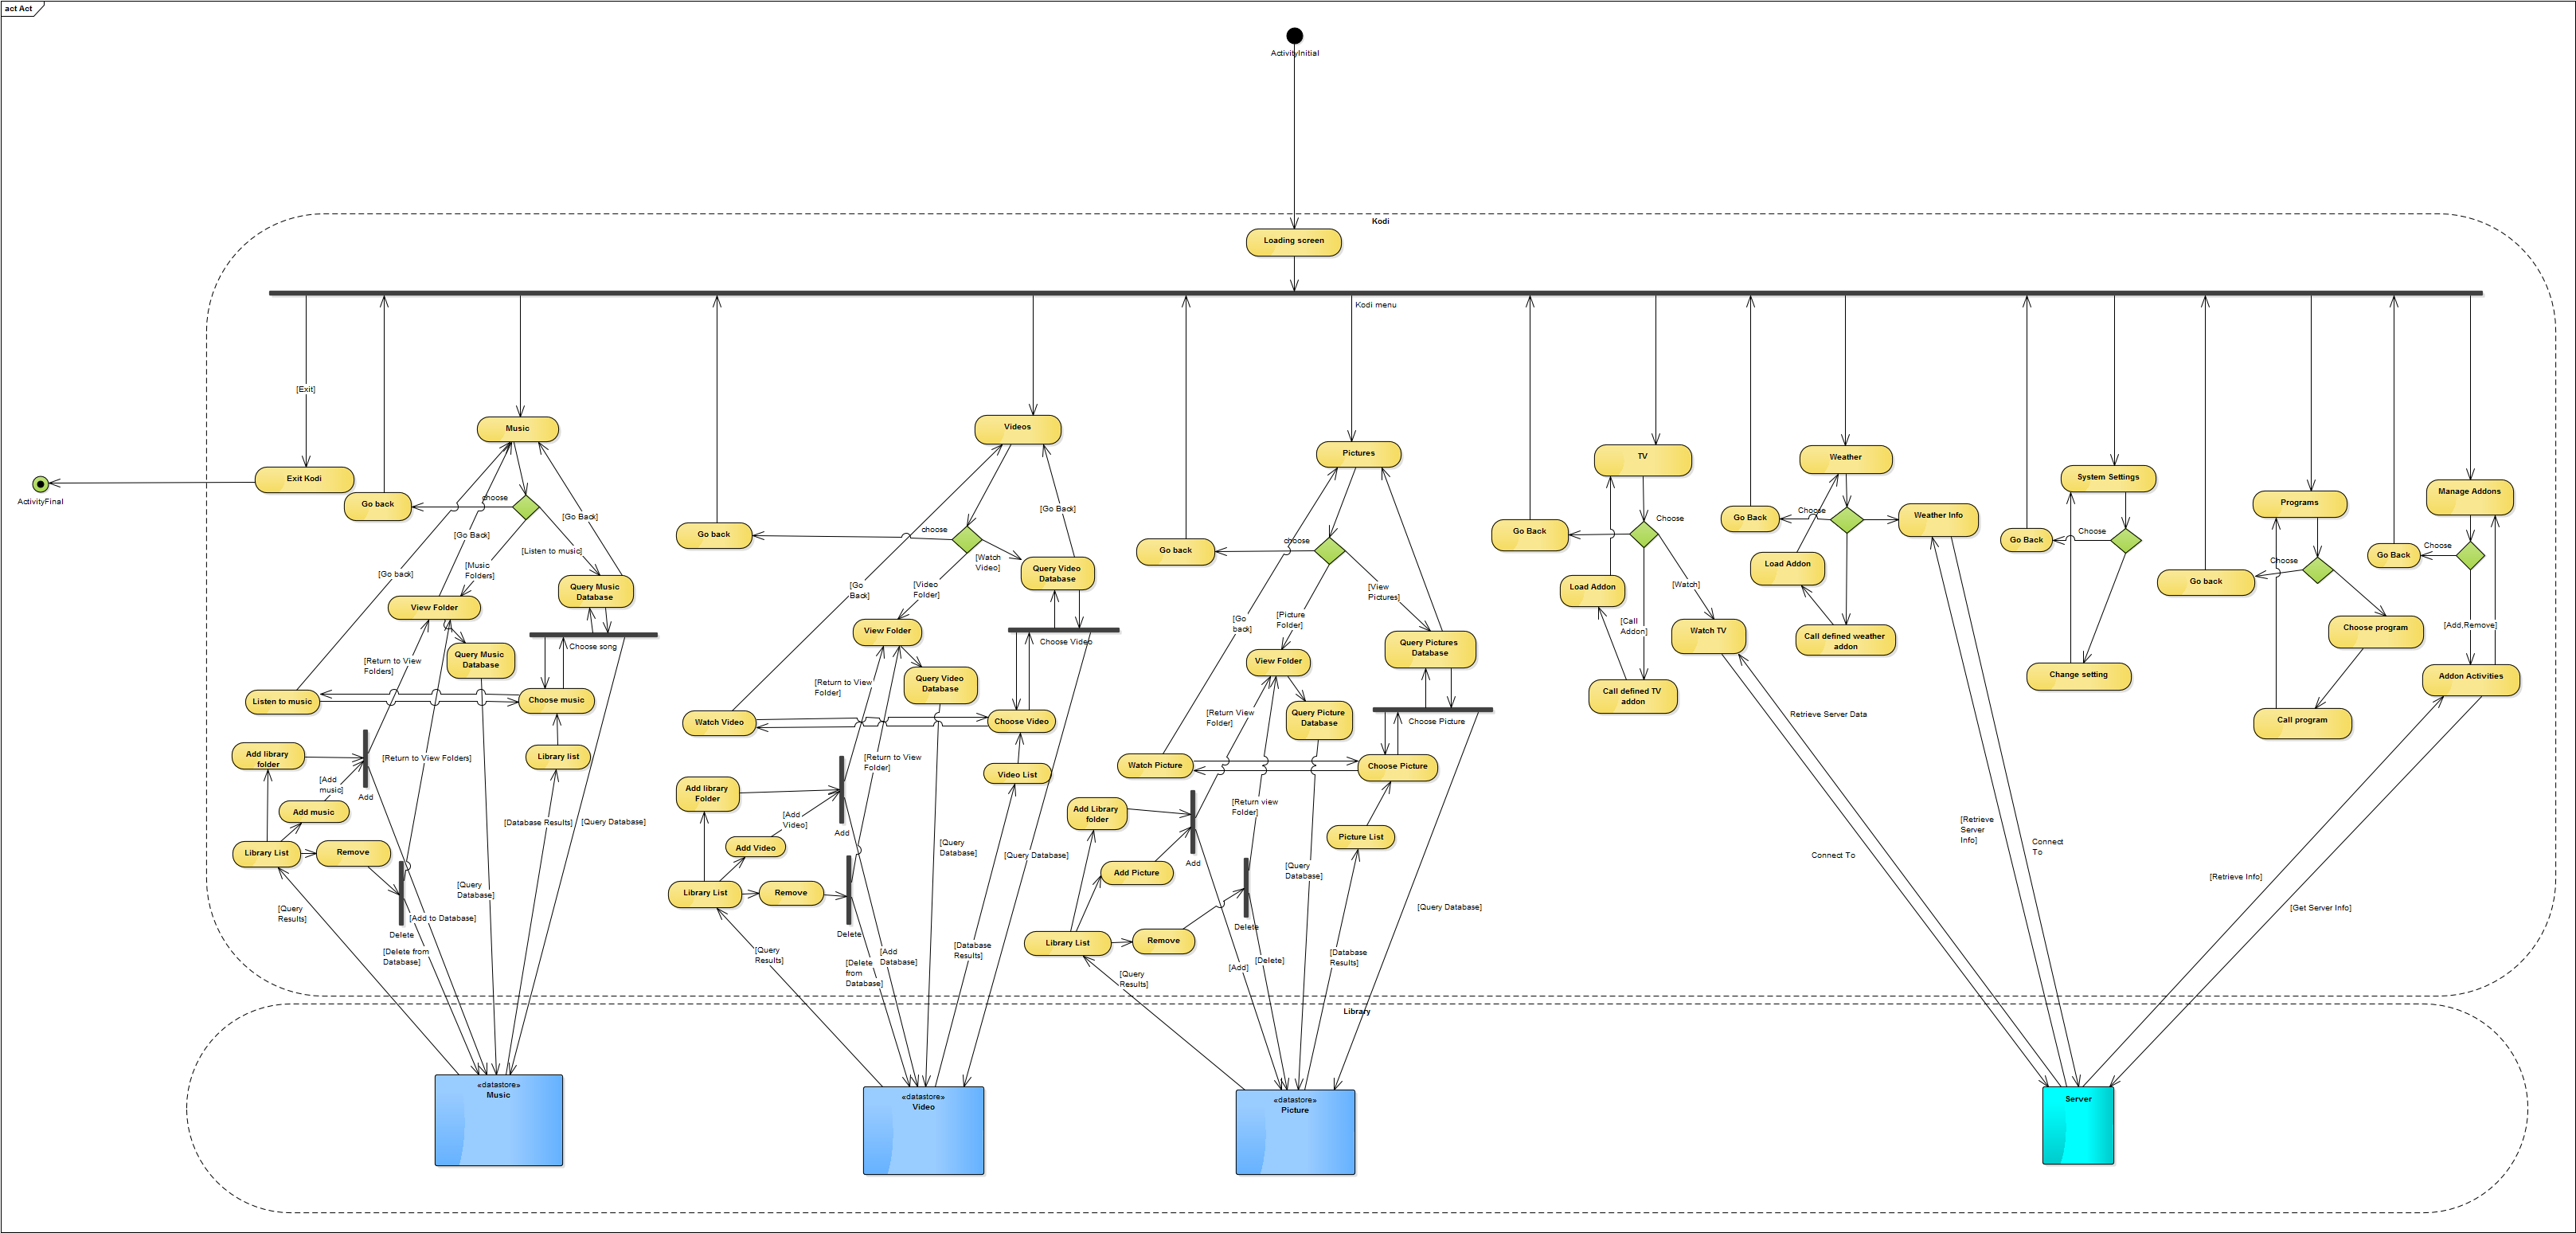 act Act
ActivityInitial
Kodi
Loading screen
Kodi menu
[Exit]
Music
Exit Kodi
ActivityFinal
Go back
choose
[Go Back]
[Go Back]
[Listen to music]
[Music
Folders]
[Go back]
Query Music
Database
View Folder
Choose song
Query Music
Database
[Return to View
Folders]
Listen to music
Choose music
Add library
folder
[Return to View Folders]
Library list
[Add
music]
Add
Add music
[Database Results]
[Query Database]
Library List
Remove
[Query
Database]
[Query
Results]
[Add to Database]
Delete
[Delete from
Database]
Videos
Go back
choose
[Go Back]
[Watch
Video]
Query Video
Database
[Go
Back]
[Video
Folder]
View Folder
Choose Video
Query Video
Database
[Return to View
Folder]
Watch Video
Choose Video
[Return to View
Folder]
Video List
Add library
Folder
[Add
Video]
Add
Add Video
[Query
Database]
[Query Database]
Library List
Remove
Delete
[Query
Results]
[Add
Database]
[Delete
from
Database]
[Database
Results]
Pictures
Go back
choose
[View
Pictures]
[Go
back]
[Picture
Folder]
Query Pictures
Database
View Folder
[Return View
Folder]
Query Picture
Database
Choose Picture
Watch Picture
Choose Picture
[Return view
Folder]
Add Library
folder
Picture List
Add
Add Picture
[Query
Database]
[Query Database]
Library List
Remove
Delete
[Query
Results]
[Add]
[Delete]
[Database
Results]
TV
Go Back
Choose
Load Addon
[Watch]
[Call
Addon]
Watch TV
Call defined TV
addon
Retrieve Server Data
Connect To
Weather
Go Back
Choose
Weather Info
Load Addon
Call defined weather
addon
[Retrieve
Server
Info]
Connect
To
System Settings
Go Back
Choose
Change setting
Programs
Go back
Choose
Choose program
Call program
Manage Addons
Go Back
Choose
[Add,Remove]
Addon Activities
[Retrieve Info]
[Get Server Info]
Library
«datastore»
Music
«datastore»
Video
«datastore»
Picture
Server